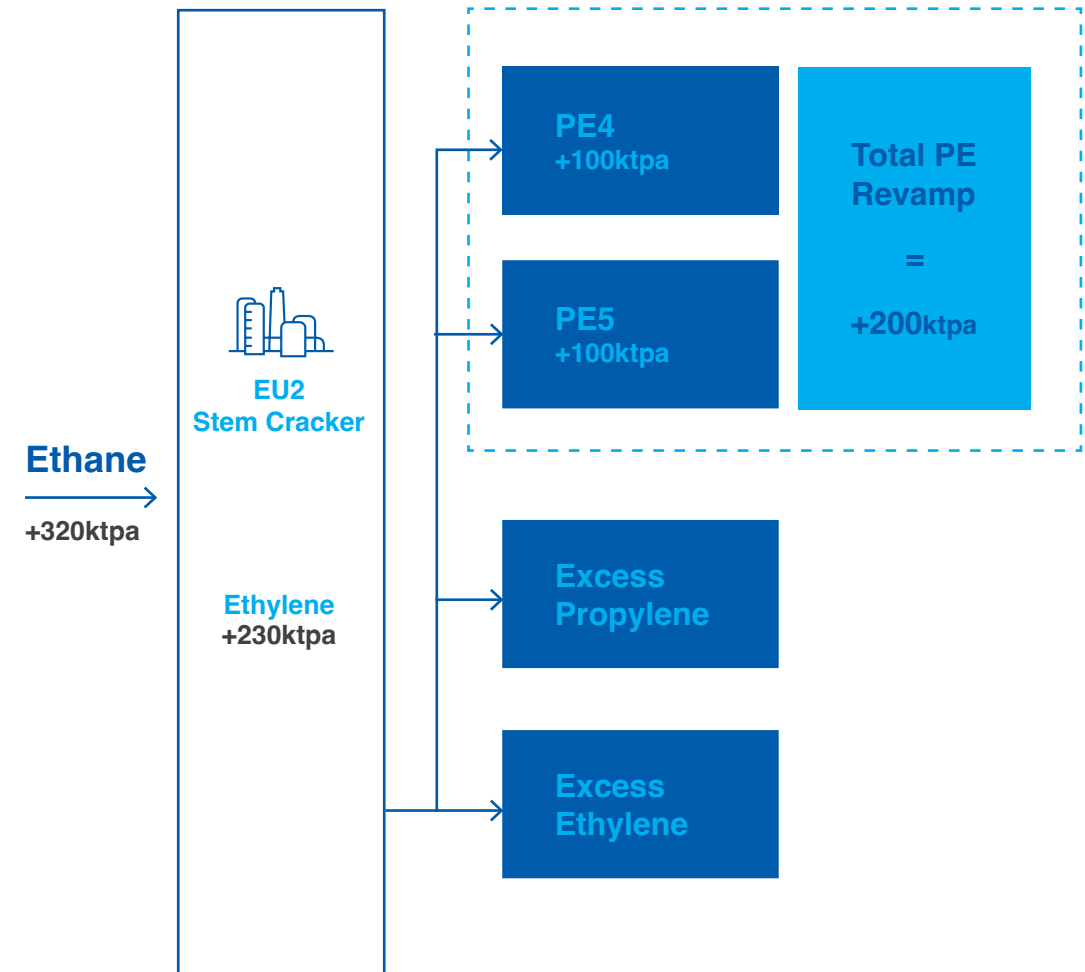 Ethane
+320ktpa
EU2
Stem Cracker
Ethylene
+230ktpa
PE4
+100ktpa
PE5
+100ktpa
Total PE
Revamp
=
+200ktpa
Excess
Propylene
Excess
Ethylene